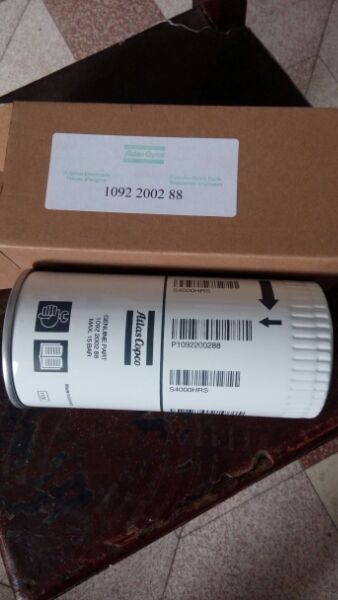 Atlas Copco
1092 2002 88
Atlas Copco
GENUINE PART
1092 2002 88
MAX. 15 BAR
S4000HRS
P1092200288
S4000HRS